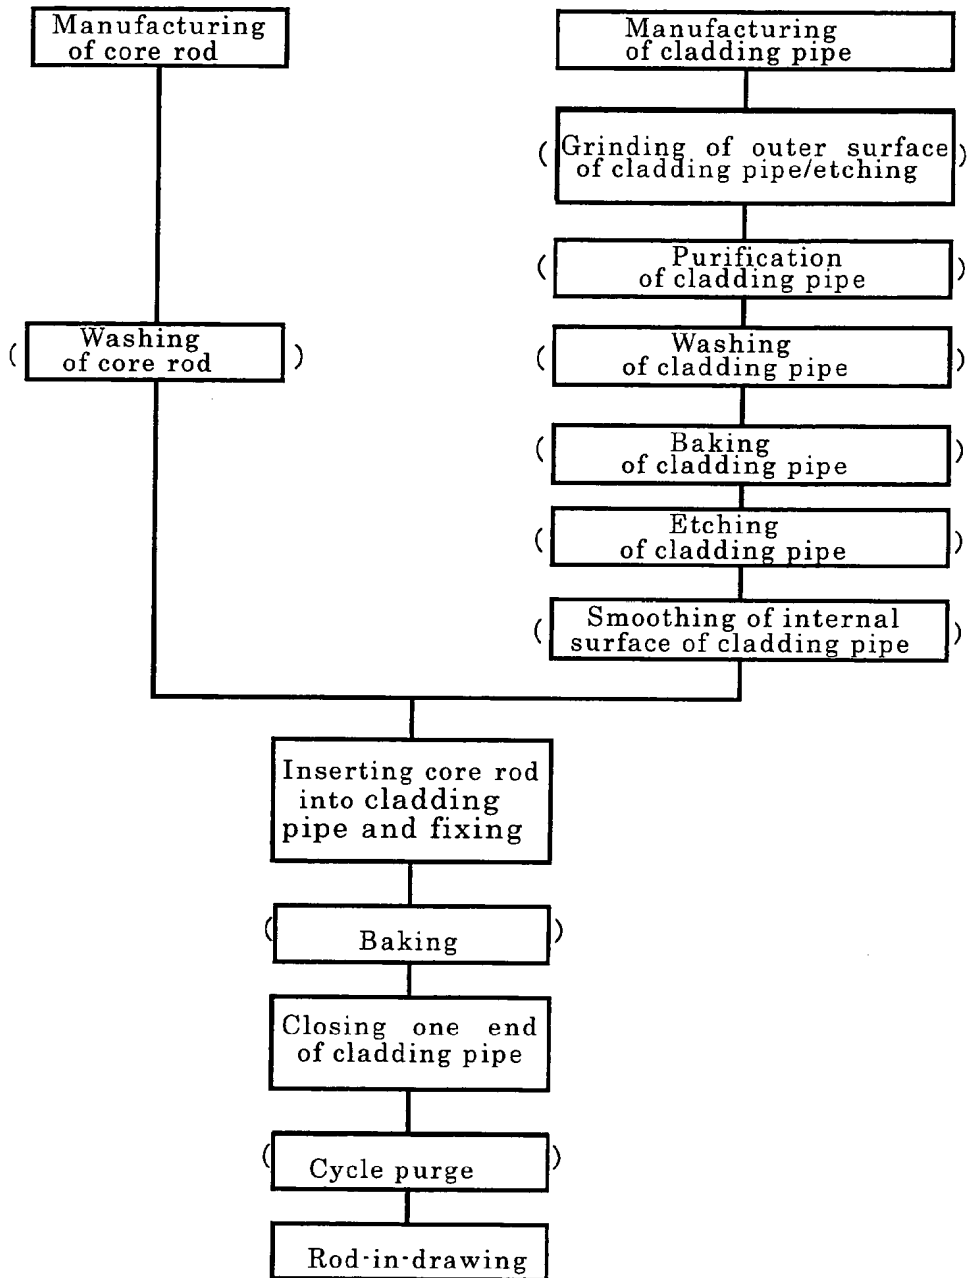 Manufacturing
of core rod
Manufacturing
of cladding pipe
( Grinding of outer surface )
of cladding pipe/etching
( Purification )
of cladding pipe
( Washing )
of core rod
( Washing )
of cladding pipe
( Baking )
of cladding pipe
( Etching )
of cladding pipe
( Smoothing of internal )
surface of cladding pipe
Inserting core rod
into cladding
pipe and fixing
( Baking )
Closing one end
of cladding pipe
( Cycle purge )
Rod-in-drawing